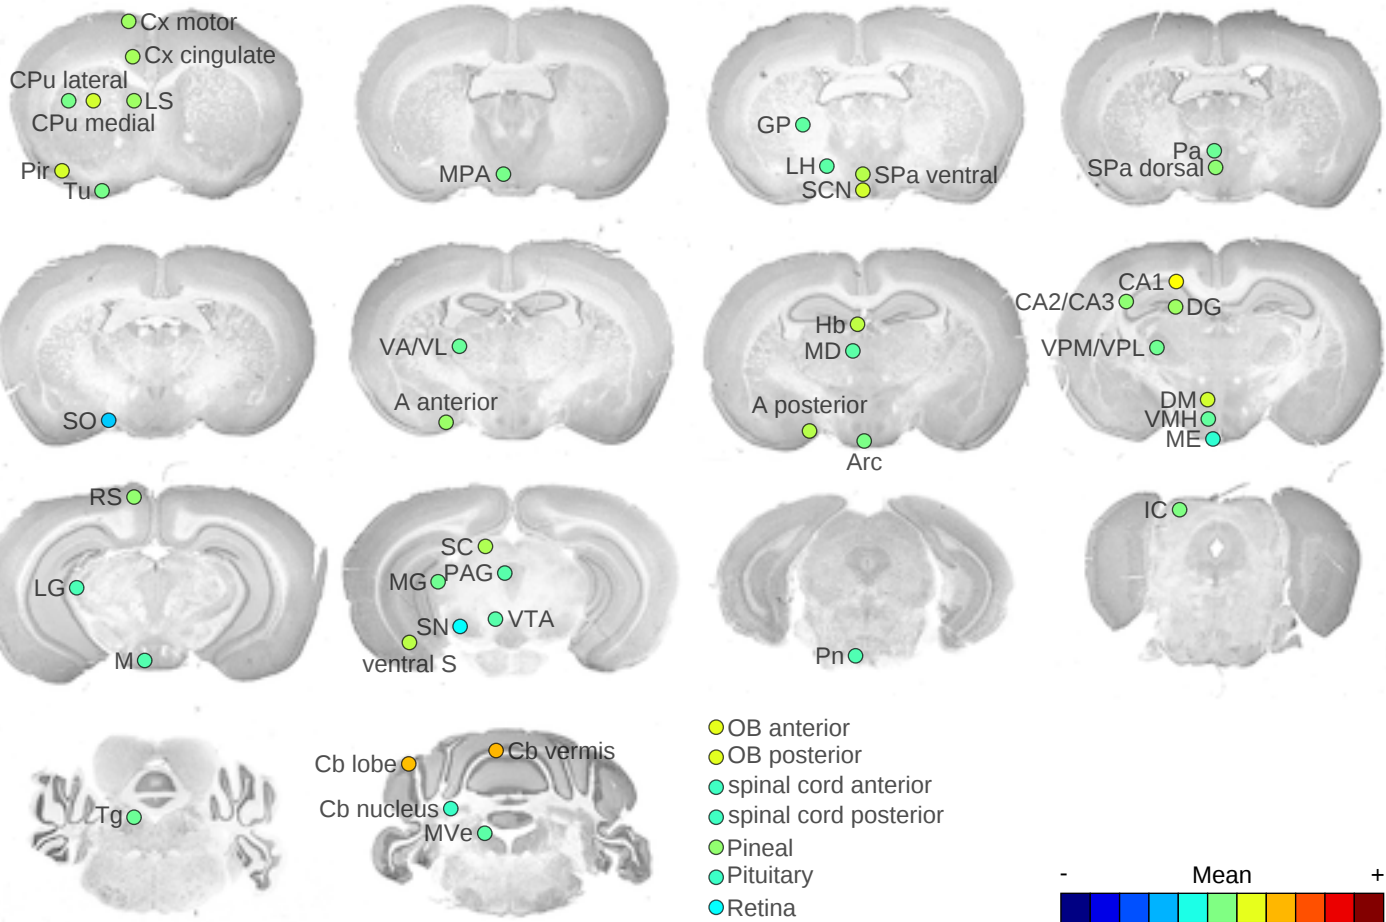 Cx motor
Cx cingulate
CPu lateral
LS
CPu medial
Pir
Tu
MPA
GP
LH
SPa ventral
SCN
Pa
SPa dorsal
SO
VA/VL
A anterior
Hb
MD
A posterior
Arc
CA1
CA2/CA3
DG
VPM/VPL
DM
VMH
ME
RS
LG
M
SC
MG
PAG
SN
VTA
ventral S
Pn
IC
Tg
Cb lobe
Cb vermis
Cb nucleus
MVe
OB anterior
OB posterior
spinal cord anterior
spinal cord posterior
Pineal
Pituitary
Retina
- Mean +